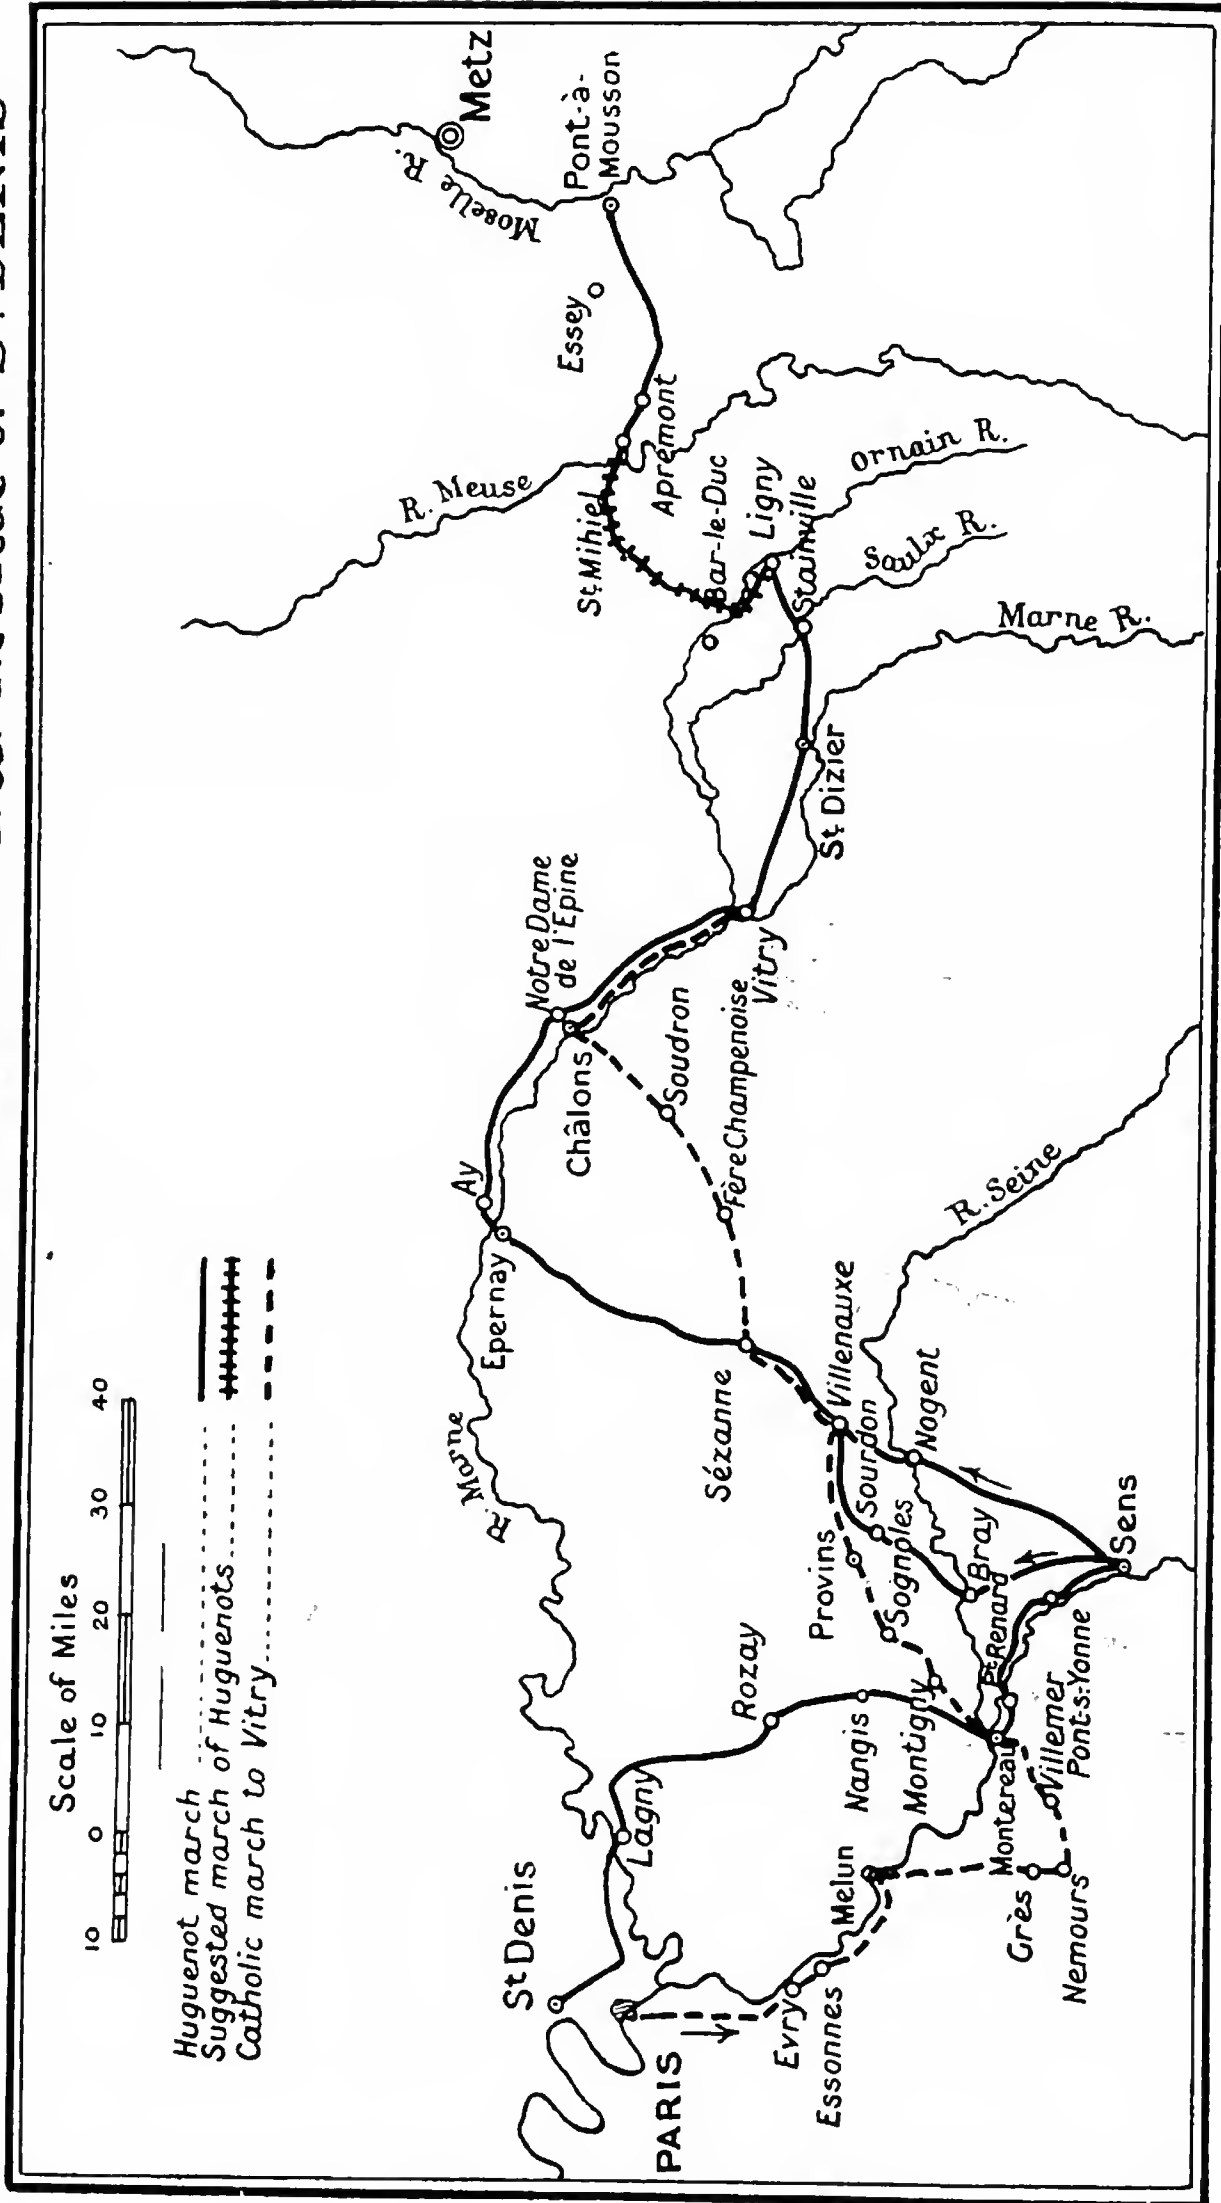 Scale of Miles
10 0 10 20 30 40
Huguenot march
Suggested march of Huguenots
Catholic march to Vitry
Metz
Moselle R.
Pont-à-
Mousson
Essey
Apremont
R. Meuse
St. Mihiel
Bar-le-Duc
Ligny
Stainville
Ornain R.
Saulx R.
Marne R.
St. Dizier
Vitry
Notre Dame
de l'Epine
Châlons
Soudron
Fère Champenoise
Ay
Epernay
R. Marne
R. Seine
Sézanne
Villenauxe
Sourdon
Nogent
Provins
Sognoles
Bray
Sens
Rozay
Nangis
Montigny
Pt. Renard
Montereau
Villemer
Pont-s-Yonne
Lagny
St Denis
PARIS
Melun
Evry
Essonnes
Grès
Nemours